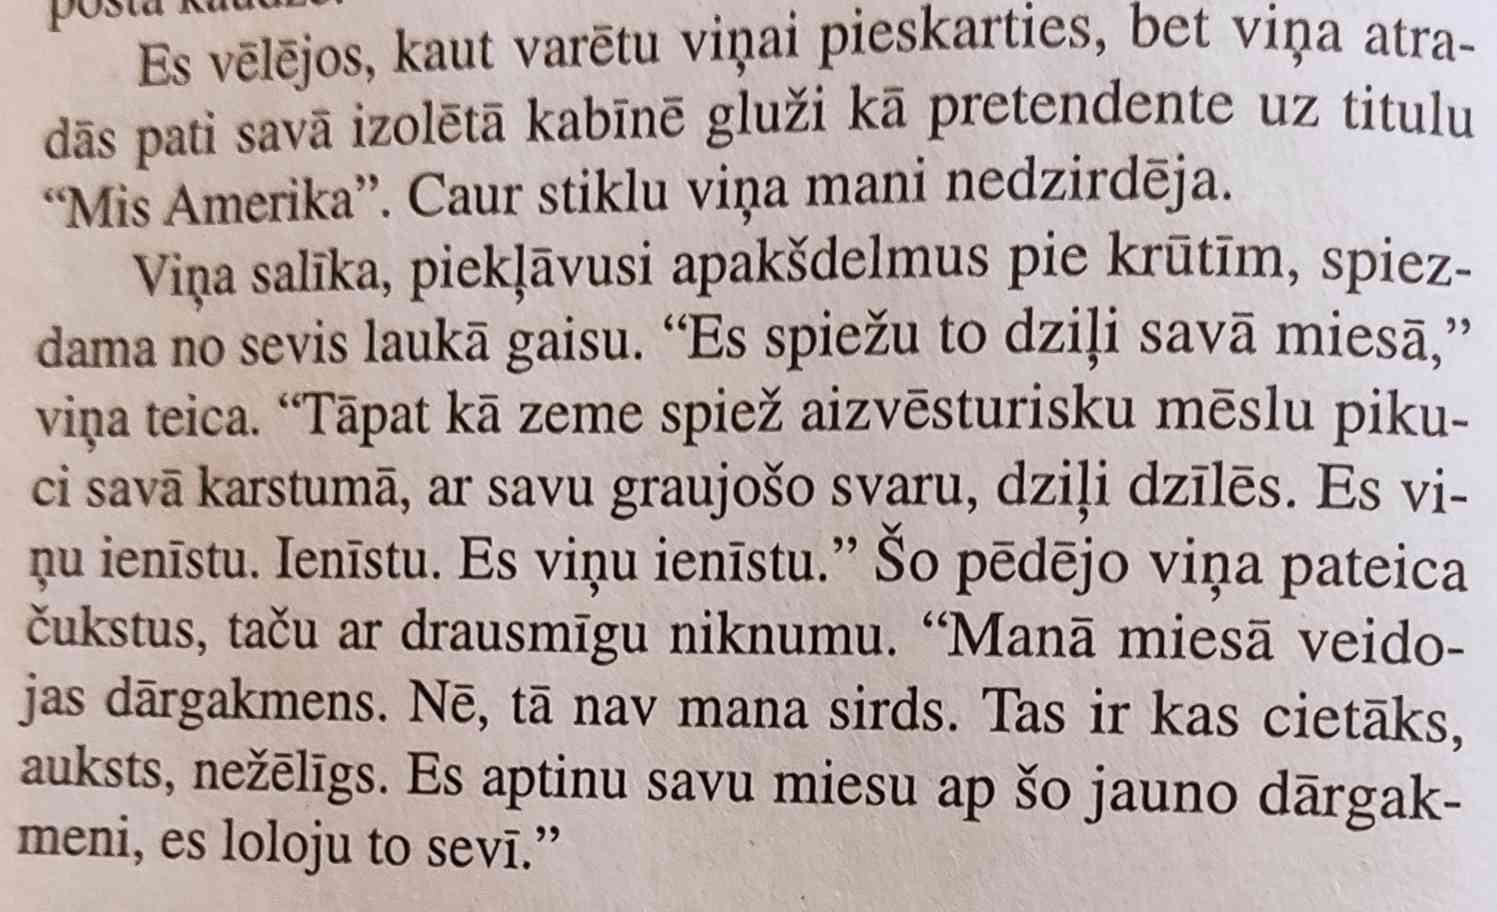 Es vēlējos, kaut varētu viņai pieskarties, bet viņa atra-
dās pati savā izolētā kabīnē gluži kā pretendente uz titulu
“Mis Amerika”. Caur stiklu viņa mani nedzirdēja.
Viņa salīka, piekļāvusi apakšdelmus pie krūtīm, spiez-
dama no sevis laukā gaisu. “Es spiežu to dziļi savā miesā,”
viņa teica. “Tāpat kā zeme spiež aizvēsturisku mēslu piku-
ci savā karstumā, ar savu graujošo svaru, dziļi dzīlēs. Es vi-
ņu ienīstu. Ienīstu. Es viņu ienīstu.” Šo pēdējo viņa pateica
čukstus, taču ar drausmīgu niknumu. “Manā miesā veido-
jas dārgakmens. Nē, tā nav mana sirds. Tas ir kas cietāks,
auksts, nežēlīgs. Es aptinu savu miesu ap šo jauno dārgak-
meni, es loloju to sevī.”